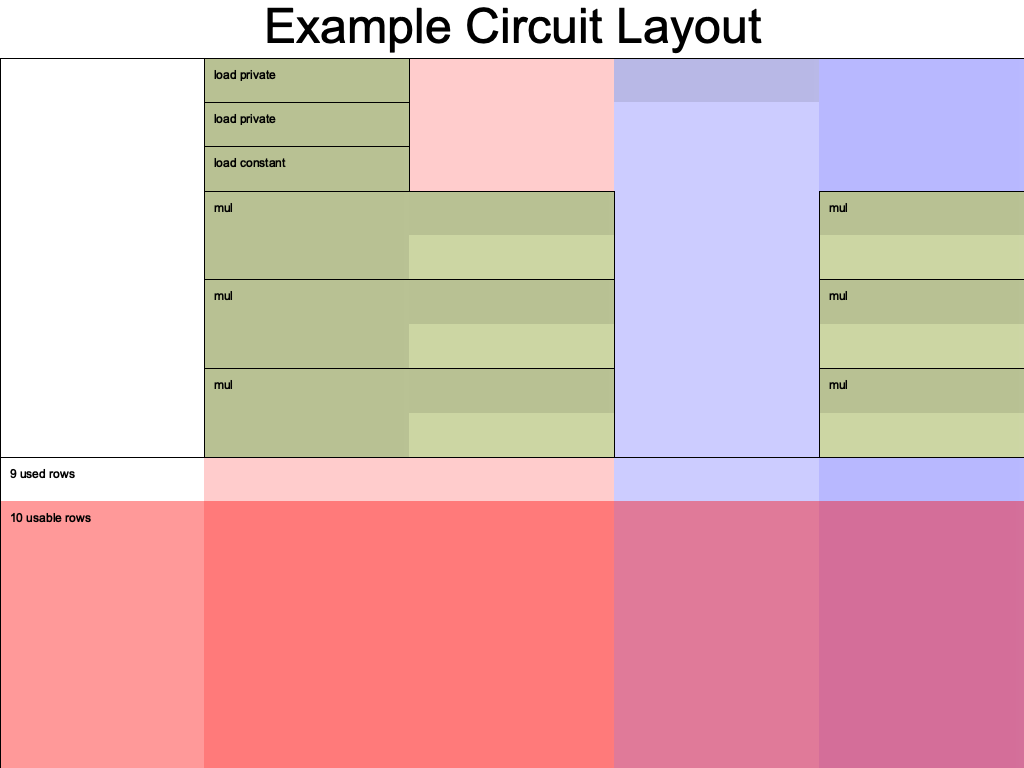 Example Circuit Layout
load private
load private
load constant
mul
mul
mul
mul
mul
mul
9 used rows
10 usable rows